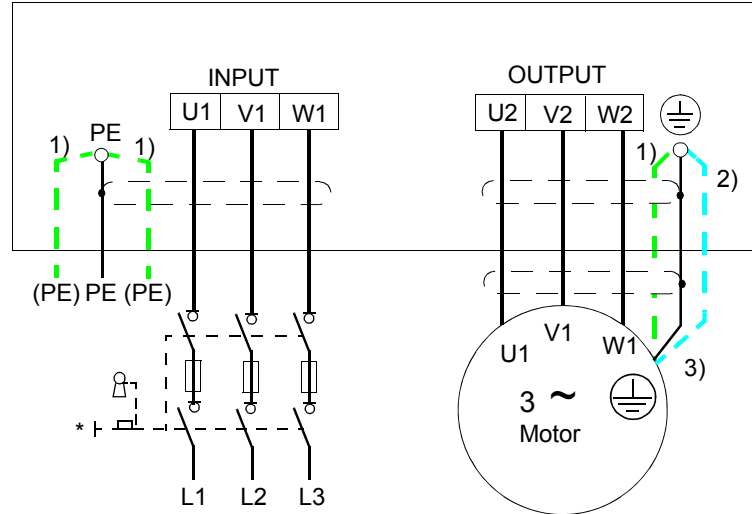 INPUT
OUTPUT
U1 V1 W1
U2 V2 W2
PE
1) 1)
1)
2)
(PE) PE (PE)
U1 V1 W1
3)
3 ~
Motor
*
L1 L2 L3